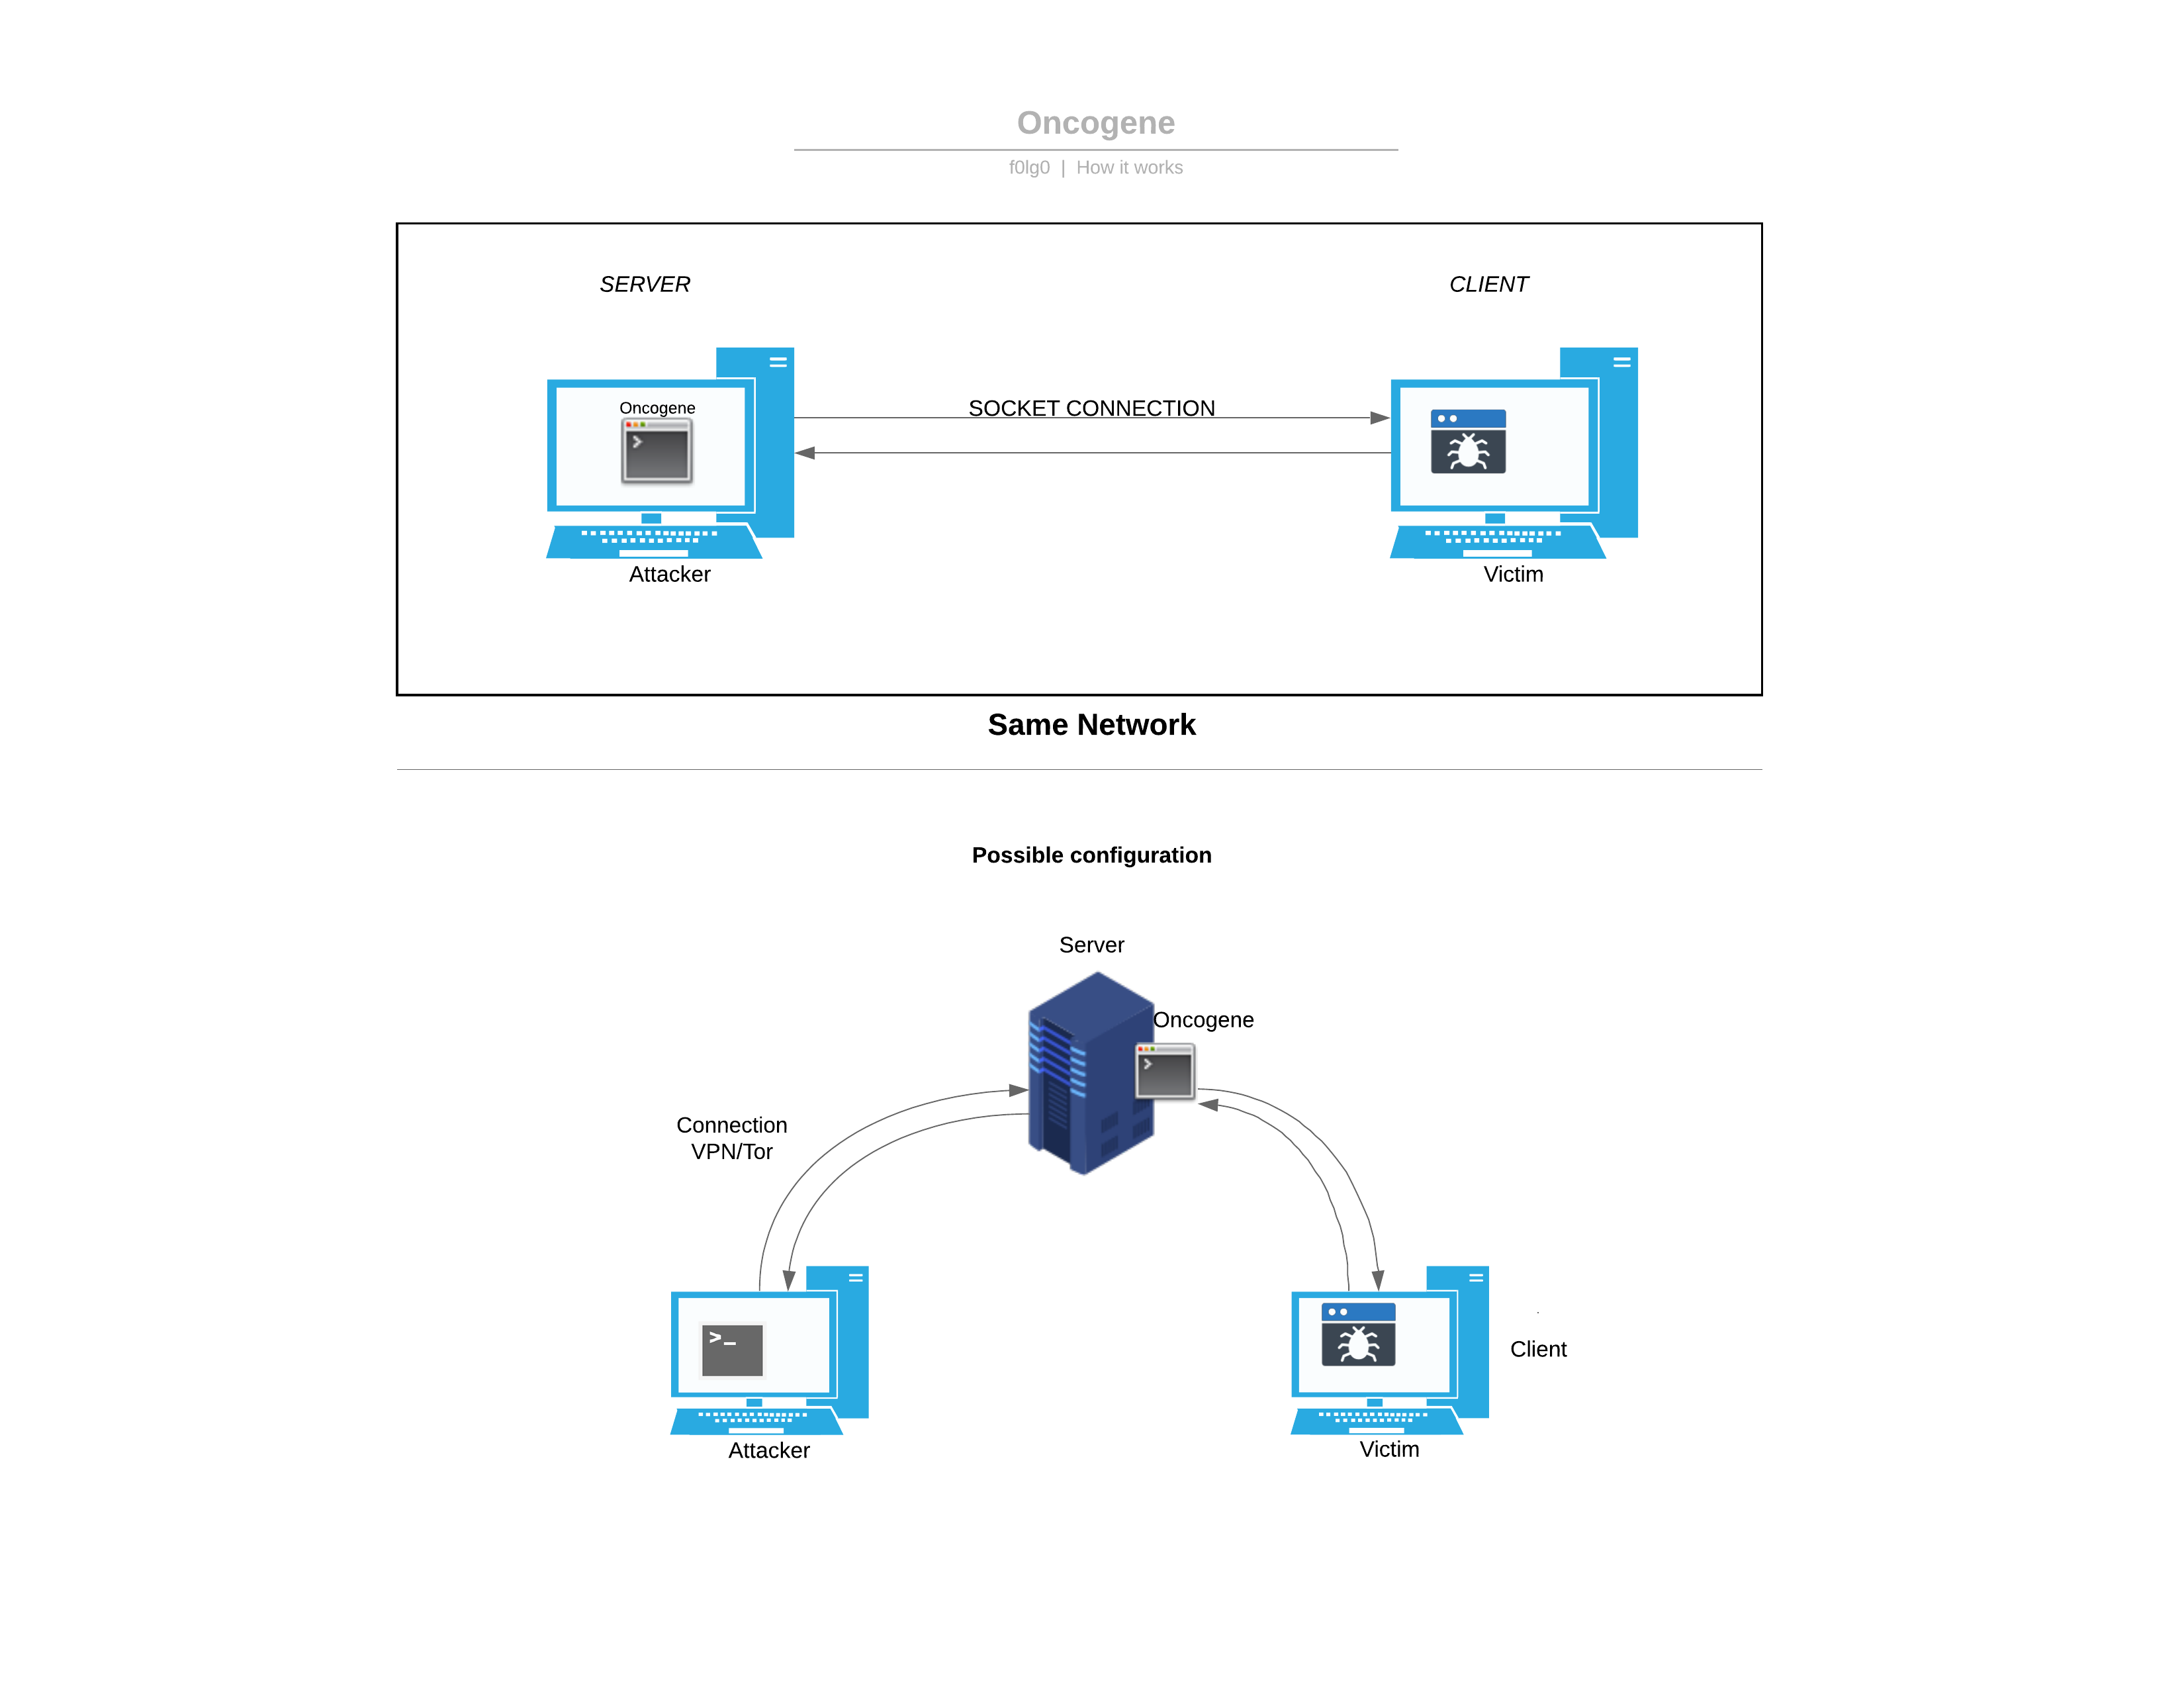 Oncogene
f0lg0 | How it works
SERVER
CLIENT
Oncogene
SOCKET CONNECTION
Attacker
Victim
Same Network
Possible configuration
Server
Oncogene
Connection
VPN/Tor
Client
Attacker
Victim